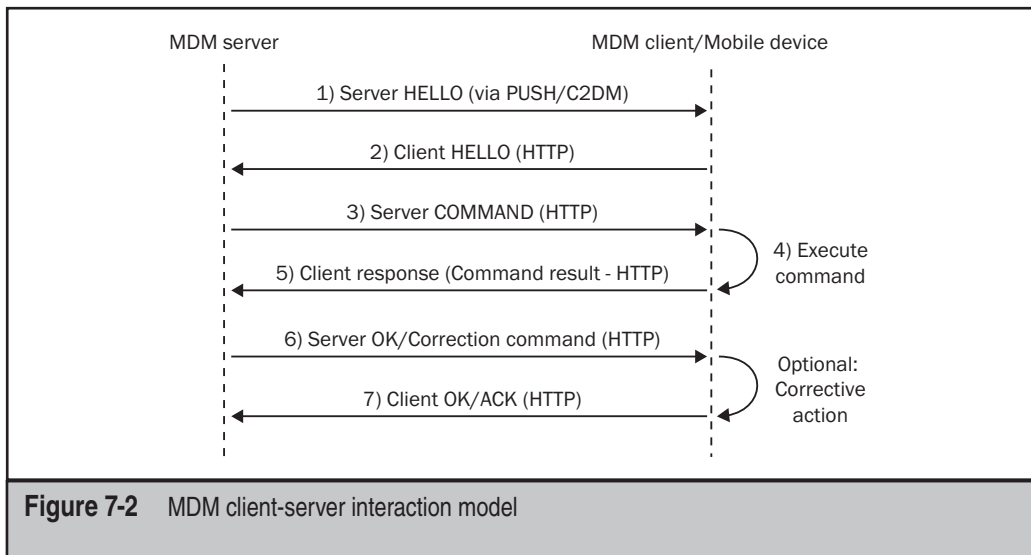 MDM server
MDM client/Mobile device
1) Server HELLO (via PUSH/C2DM)
2) Client HELLO (HTTP)
3) Server COMMAND (HTTP)
4) Execute
command
5) Client response (Command result - HTTP)
6) Server OK/Correction command (HTTP)
Optional:
Corrective
action
7) Client OK/ACK (HTTP)
Figure 7-2 MDM client-server interaction model